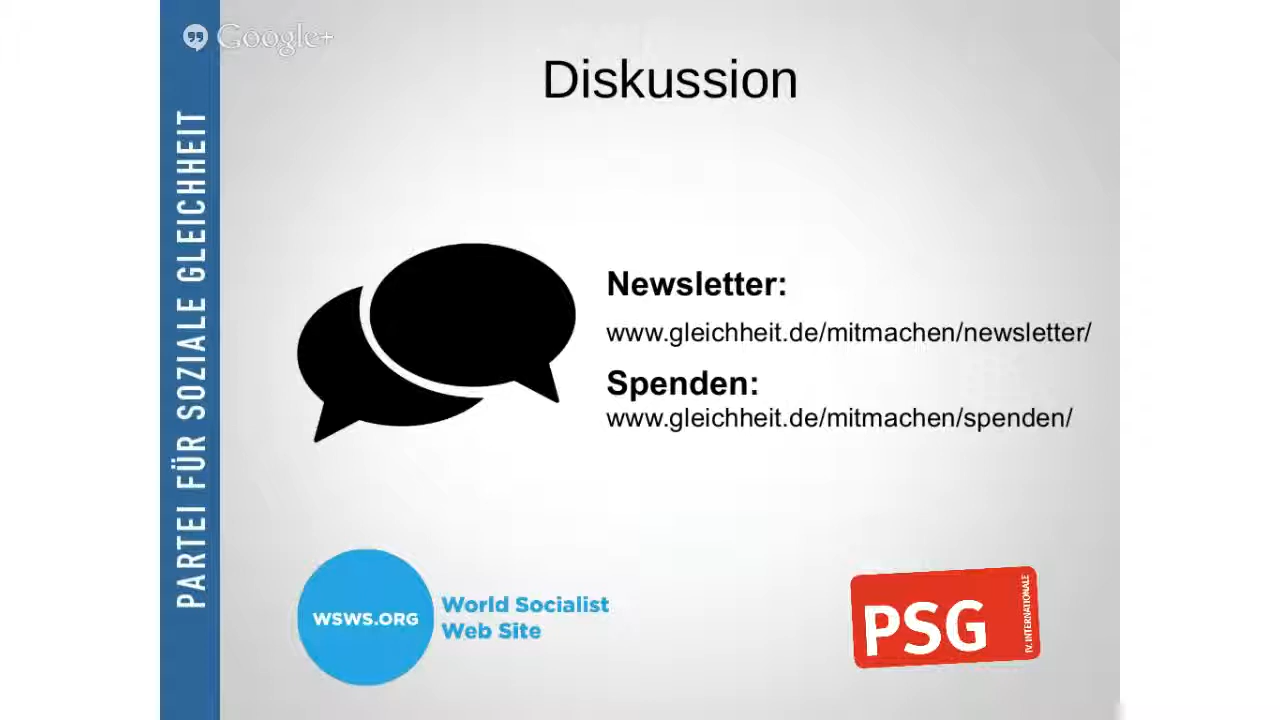 Google+
Diskussion
PARTEI FÜR SOZIALE GLEICHHEIT
Newsletter:
www.gleichheit.de/mitmachen/newsletter/
Spenden:
www.gleichheit.de/mitmachen/spenden/
WSWS.ORG
World Socialist
Web Site
PSG
IV. INTERNATIONALE